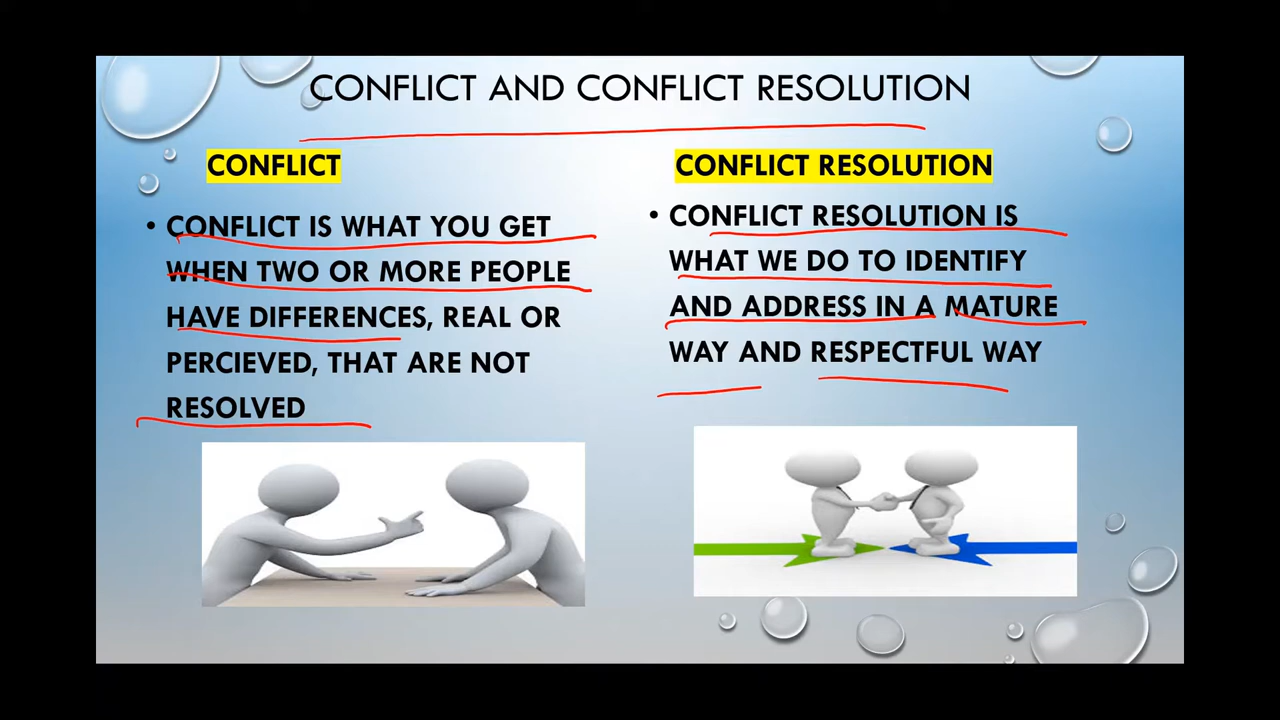 CONFLICT AND CONFLICT RESOLUTION
CONFLICT
• CONFLICT IS WHAT YOU GET
WHEN TWO OR MORE PEOPLE
HAVE DIFFERENCES, REAL OR
PERCIEVED, THAT ARE NOT
RESOLVED
CONFLICT RESOLUTION
• CONFLICT RESOLUTION IS
WHAT WE DO TO IDENTIFY
AND ADDRESS IN A MATURE
WAY AND RESPECTFUL WAY